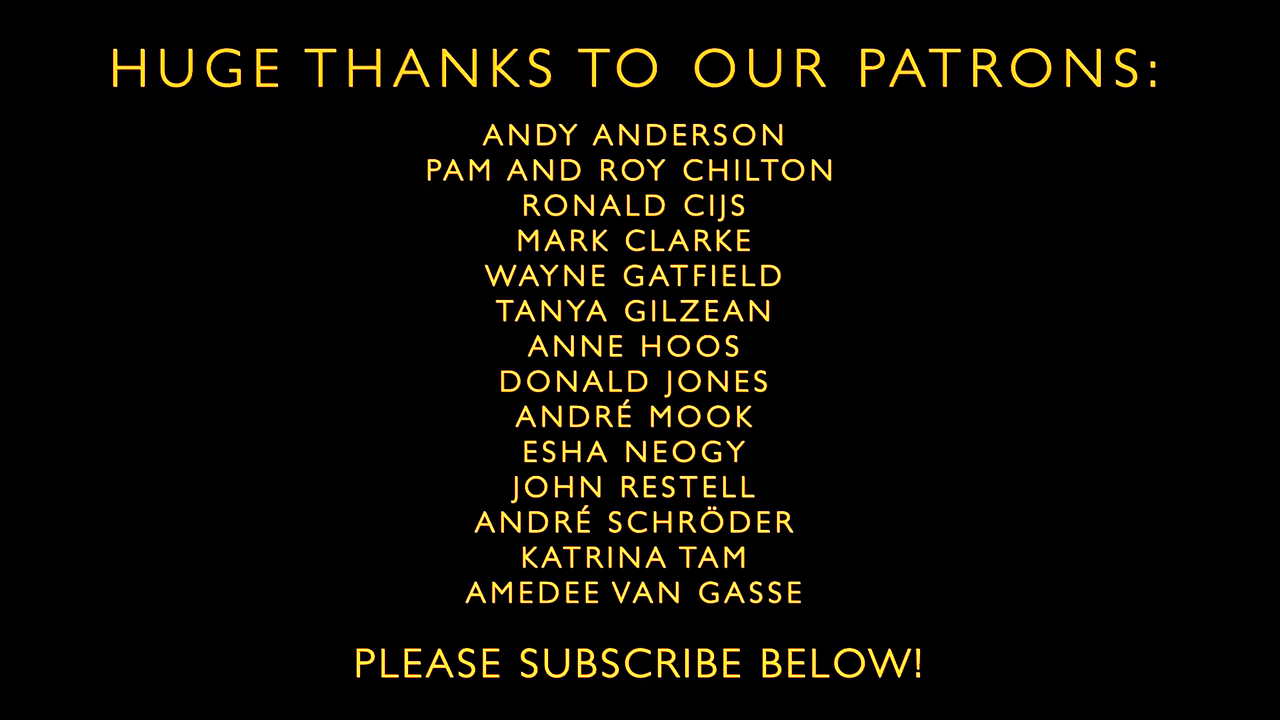 HUGE THANKS TO OUR PATRONS:
ANDY ANDERSON
PAM AND ROY CHILTON
RONALD CIJS
MARK CLARKE
WAYNE GATFIELD
TANYA GILZEAN
ANNE HOOS
DONALD JONES
ANDRÉ MOOK
ESHA NEOGY
JOHN RESTELL
ANDRÉ SCHRÖDER
KATRINA TAM
AMEDEE VAN GASSE
PLEASE SUBSCRIBE BELOW!